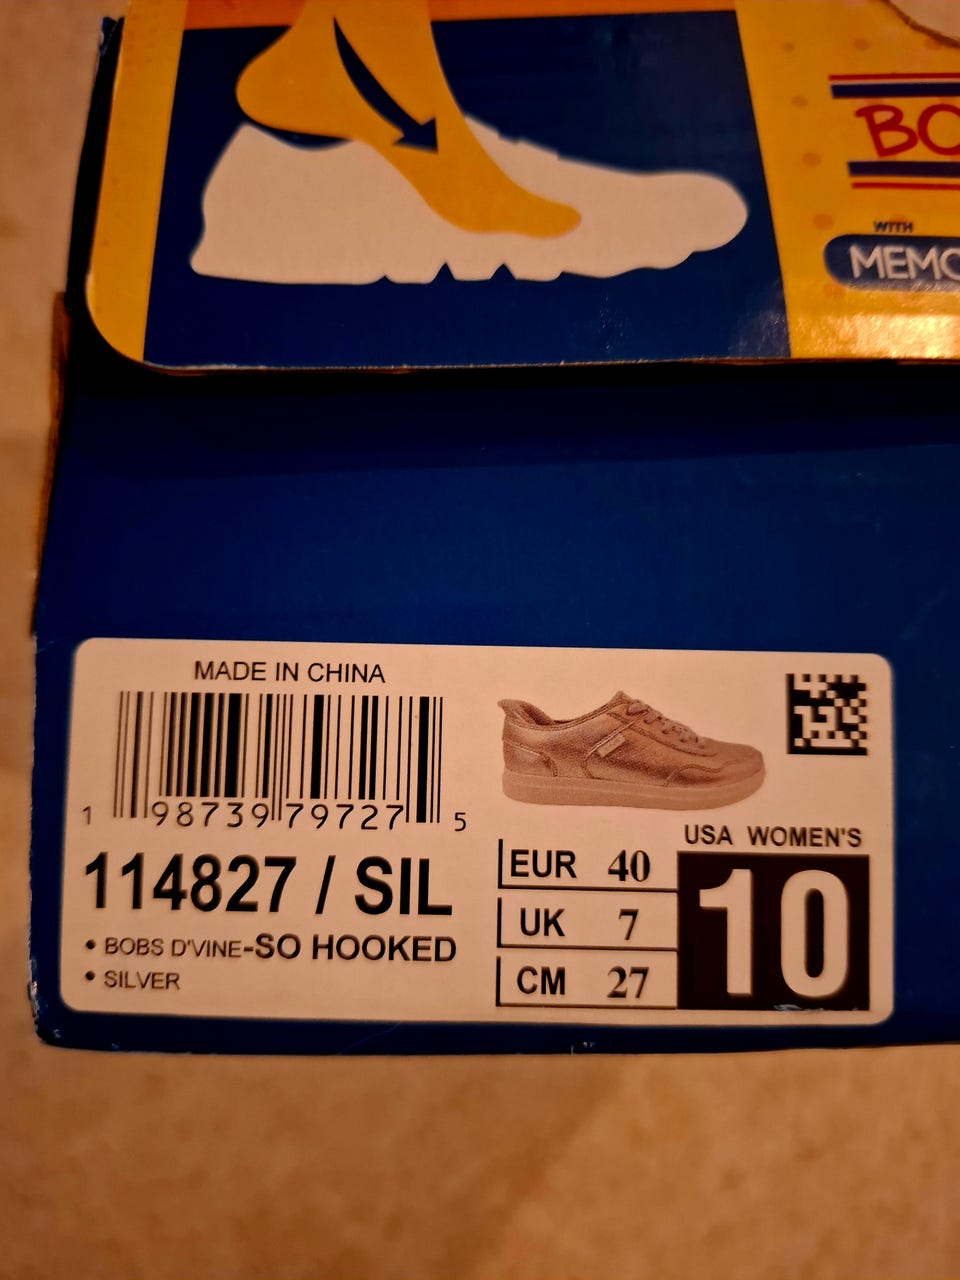 BO
WITH
MEMO
MADE IN CHINA
1 98739 79727 5
114827 / SIL
• BOBS D'VINE-SO HOOKED
• SILVER
USA WOMEN'S
10
EUR 40
UK 7
CM 27